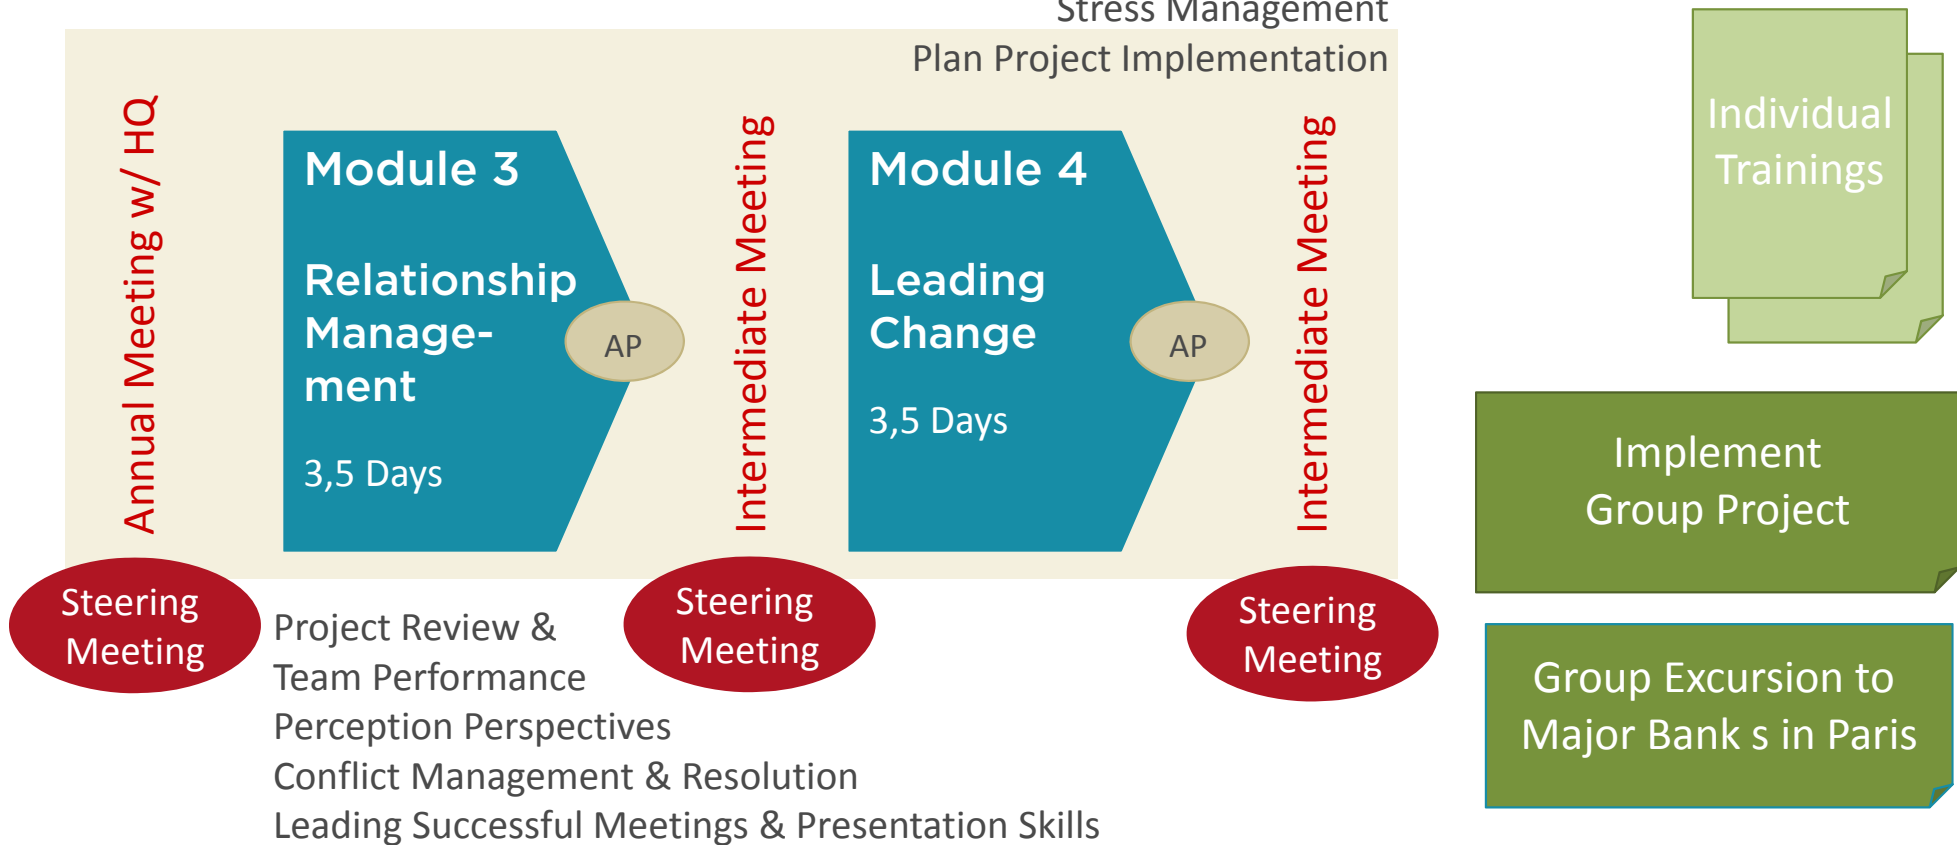 Stress Management
Plan Project Implementation
Annual Meeting w/ HQ
Module 3
Relationship
Manage-
ment
3,5 Days
AP
Intermediate Meeting
Module 4
Leading
Change
3,5 Days
AP
Intermediate Meeting
Individual
Trainings
Implement
Group Project
Group Excursion to
Major Bank s in Paris
Steering
Meeting
Steering
Meeting
Steering
Meeting
Project Review &
Team Performance
Perception Perspectives
Conflict Management & Resolution
Leading Successful Meetings & Presentation Skills